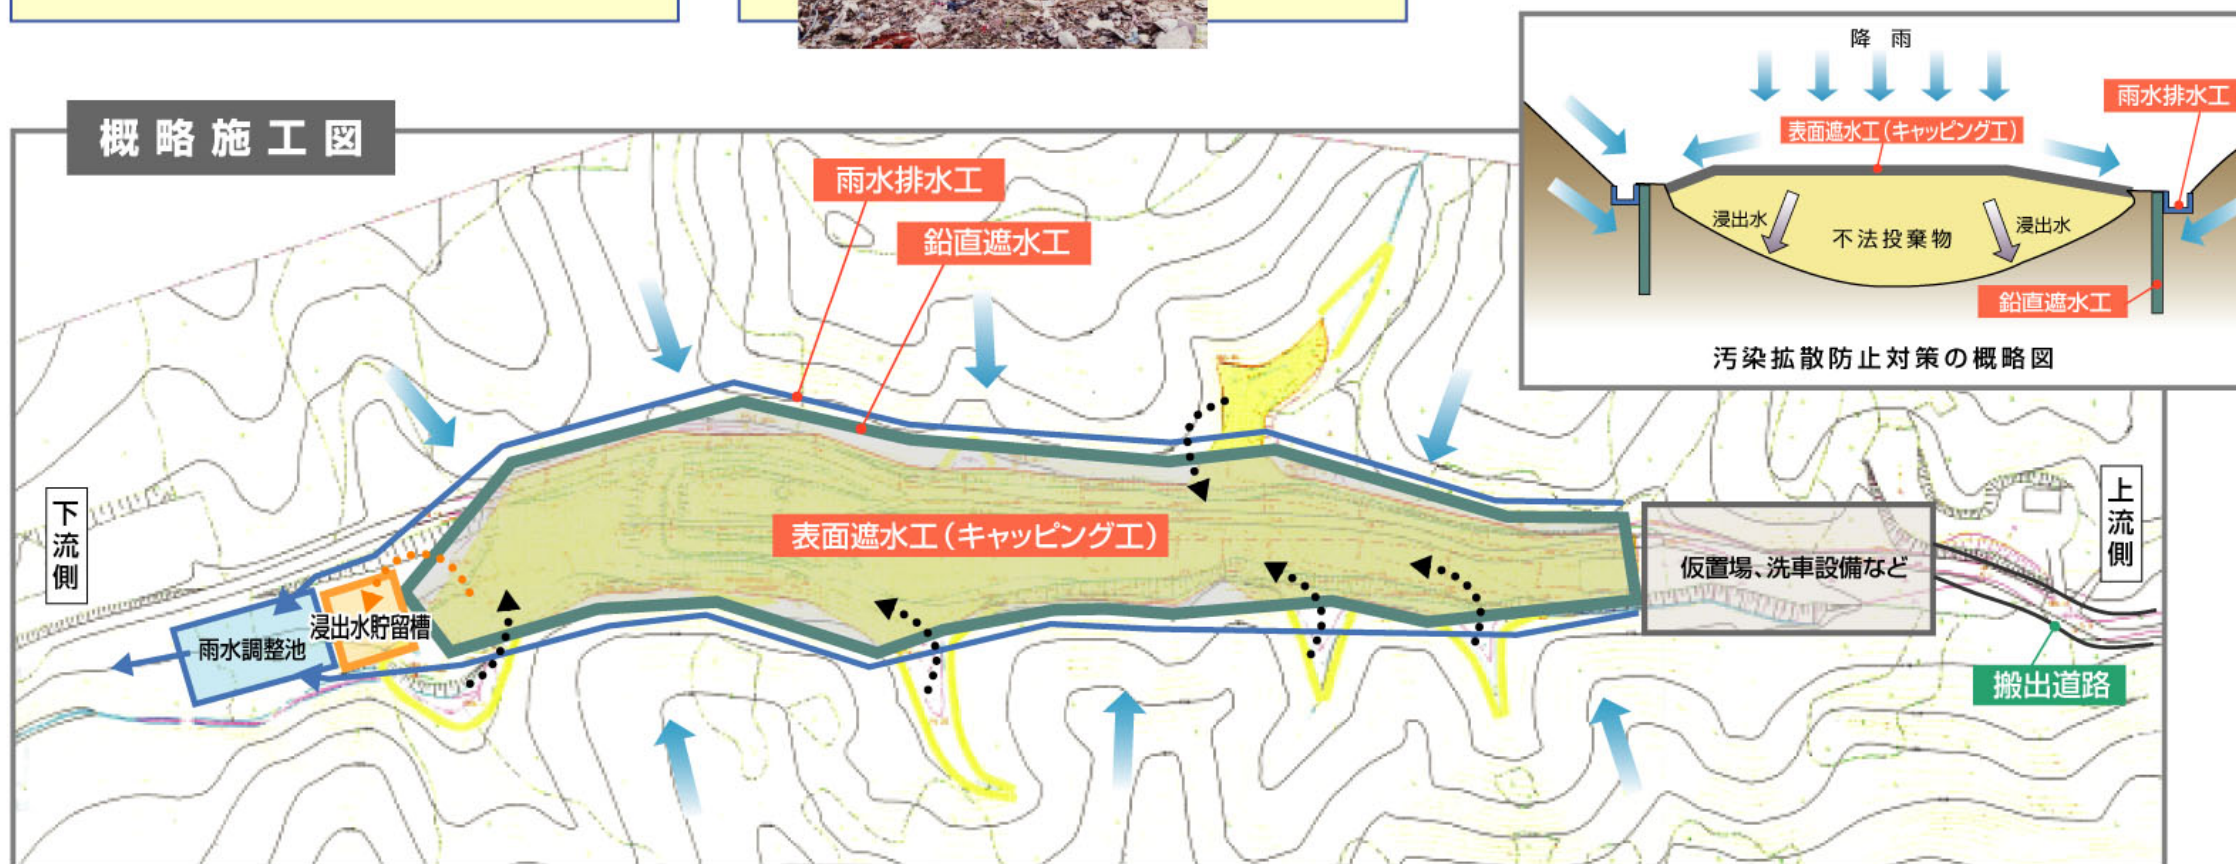 降 雨
雨水排水工
表面遮水工(キャッピング工)
浸出水
不法投棄物
浸出水
鉛直遮水工
汚染拡散防止対策の概略図
概略施工図
雨水排水工
鉛直遮水工
下流側
表面遮水工(キャッピング工)
仮置場、洗車設備など
上流側
浸出水貯留槽
雨水調整池
搬出道路